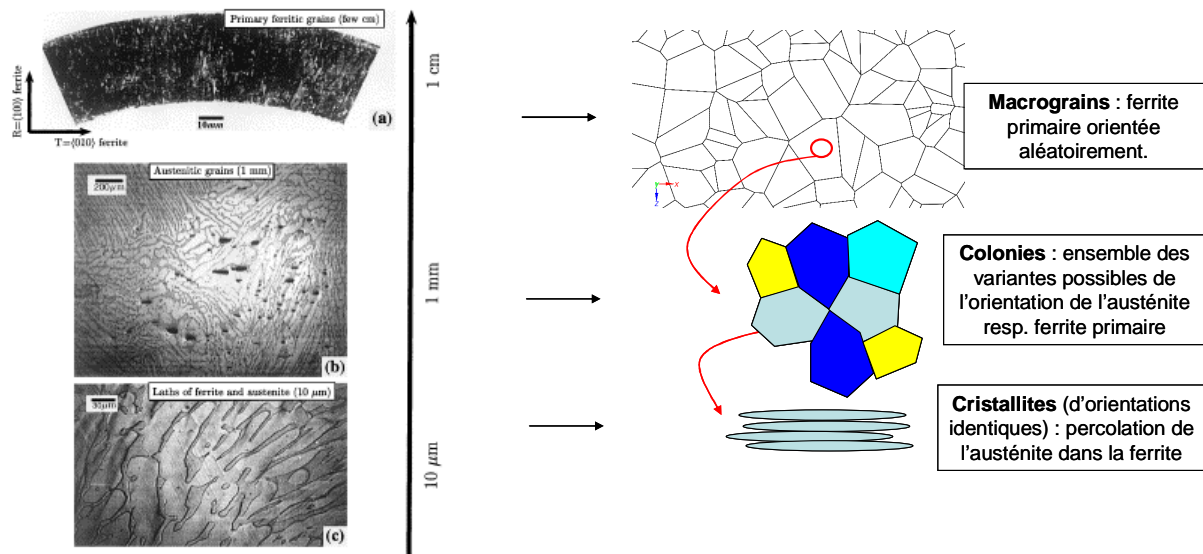 Primary ferritic grains (few cm)
R=⟨100⟩ ferrite
10mm
(a)
T=⟨020⟩ ferrite
Austenitic grains (1 mm)
200μm
(b)
Laths of ferrite and austenite (10 μm)
30μm
(c)
1 cm
1 mm
10 μm
x
z
Macrograins : ferrite
primaire orientée
aléatoirement.
Colonies : ensemble des
variantes possibles de
l'orientation de l'austénite
resp. ferrite primaire
Cristallites (d'orientations
identiques) : percolation de
l'austénite dans la ferrite